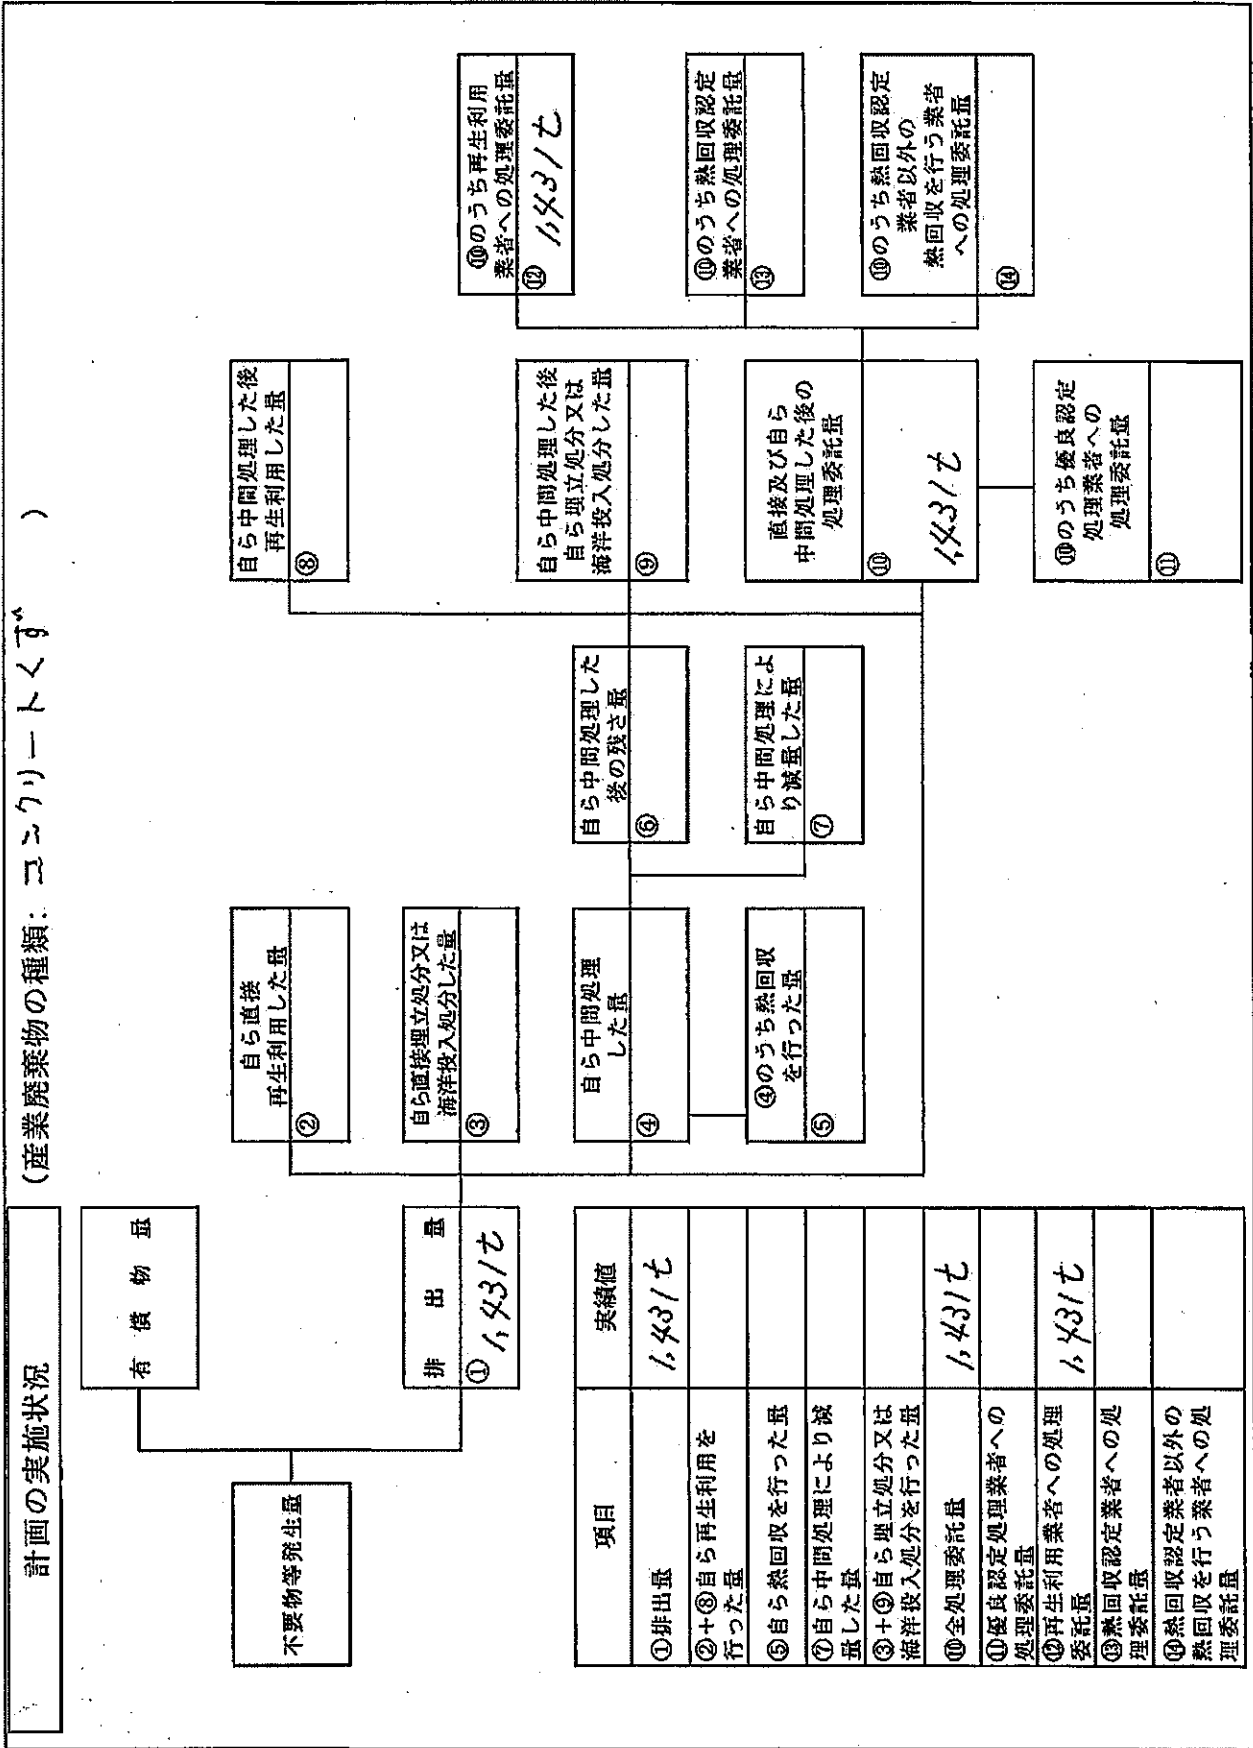 計画の実施状況
(産業廃棄物の種類: コンクリートくず )
不要物等発生量
有 償 物 量
排 出 量
① 1,431t
自ら直接
再生利用した量
②
自ら直接埋立処分又は
海洋投入処分した量
③
自ら中間処理
した量
④
④のうち熱回収
を行った量
⑤
自ら中間処理した
後の残さ量
⑥
自ら中間処理によ
り減量した量
⑦
自ら中間処理した後
再生利用した量
⑧
自ら中間処理した後
自ら埋立処分又は
海洋投入処分した量
⑨
直接及び自ら
中間処理した後の
処理委託量
⑩
1,431t
⑩のうち優良認定
処理業者への
処理委託量
⑪
⑩のうち再生利用
業者への処理委託量
⑫ 1,431t
⑩のうち熱回収認定
業者への処理委託量
⑬
⑩のうち熱回収認定
業者以外の
熱回収を行う業者
への処理委託量
⑭
項目 実績値
①排出量 1,431t
②+⑧自ら再生利用を
行った量
⑤自ら熱回収を行った量
⑦自ら中間処理により減
量した量
③+⑨自ら埋立処分又は
海洋投入処分を行った量
⑩全処理委託量 1,431t
⑪優良認定処理業者への
処理委託量
⑫再生利用業者への処理
委託量 1,431t
⑬熱回収認定業者への処
理委託量
⑭熱回収認定業者以外の
熱回収を行う業者への処
理委託量